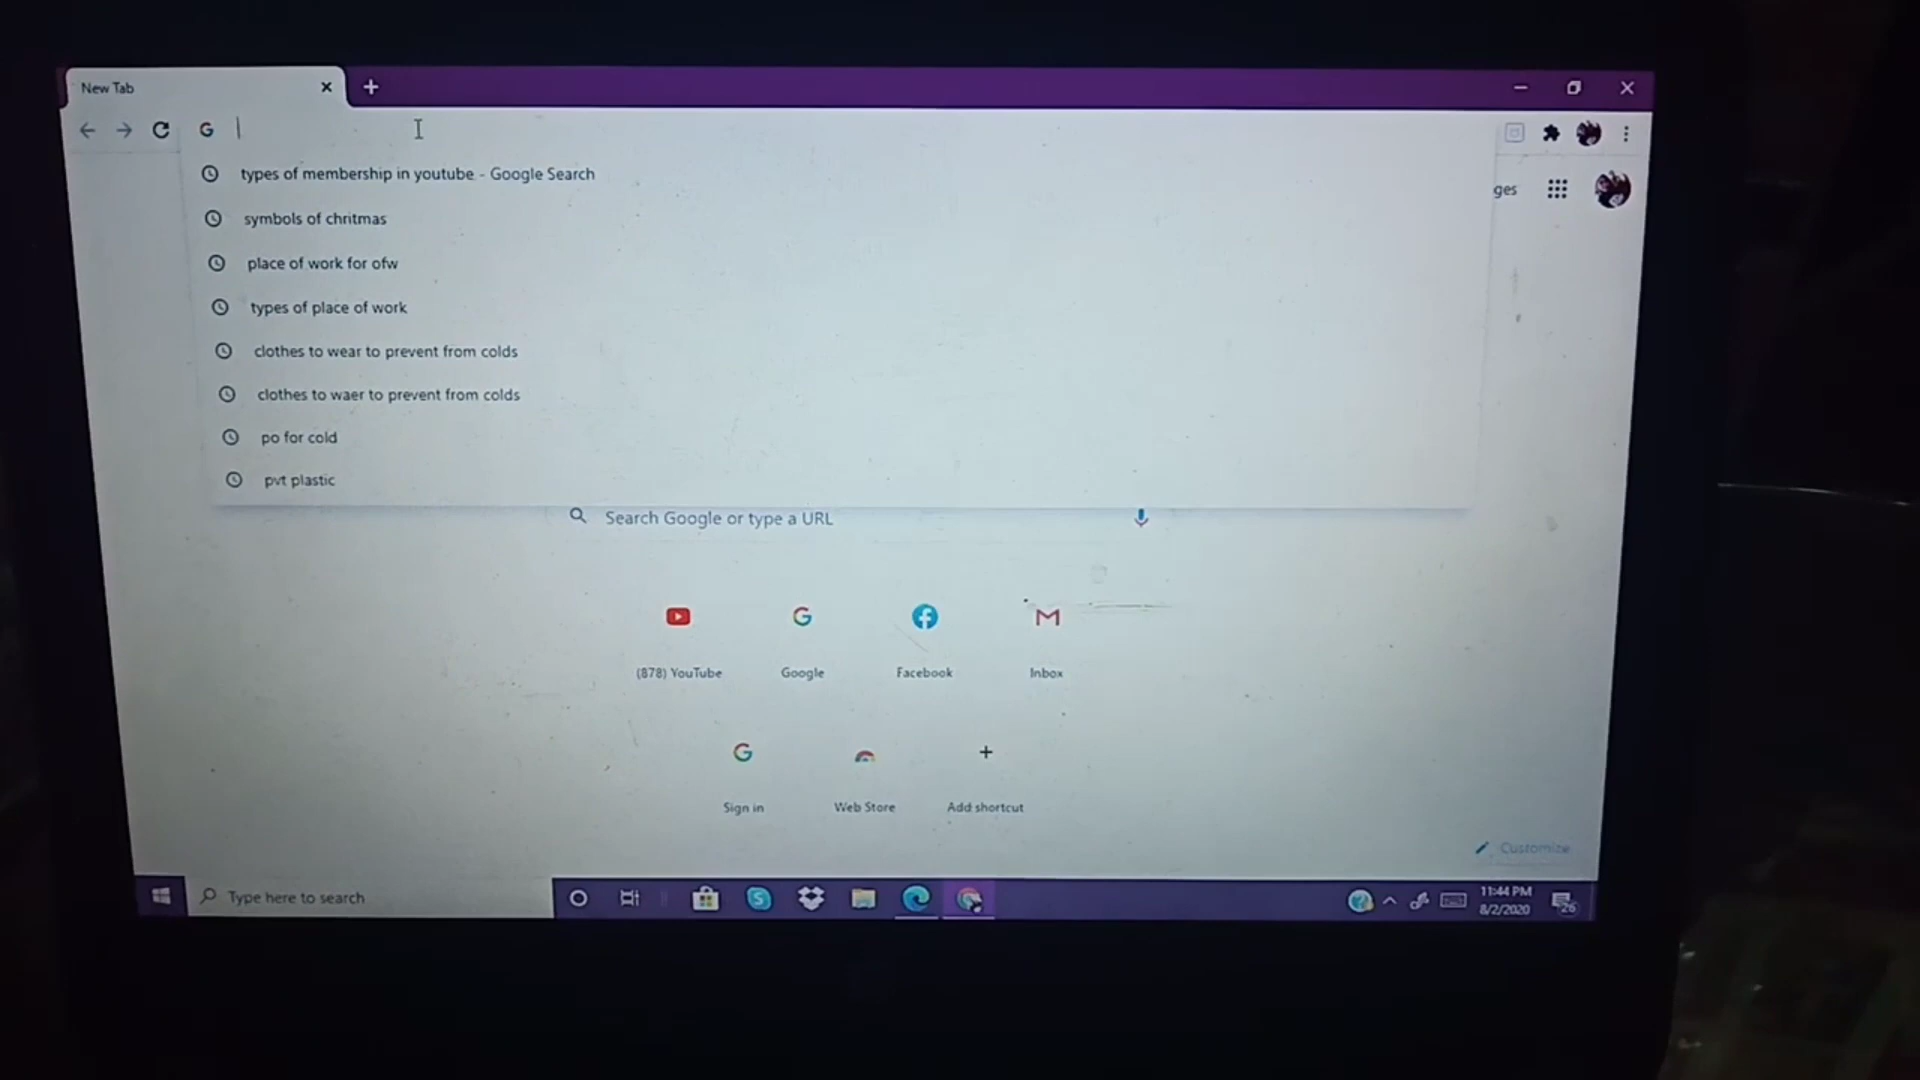 New Tab
types of membership in youtube - Google Search
symbols of chritmas
place of work for ofw
types of place of work
clothes to wear to prevent from colds
clothes to waer to prevent from colds
po for cold
pvt plastic
ges
Search Google or type a URL
(878) YouTube
Google
Facebook
Inbox
Sign in
Web Store
Add shortcut
Customize
Type here to search
11:44 PM
8/2/2020
26